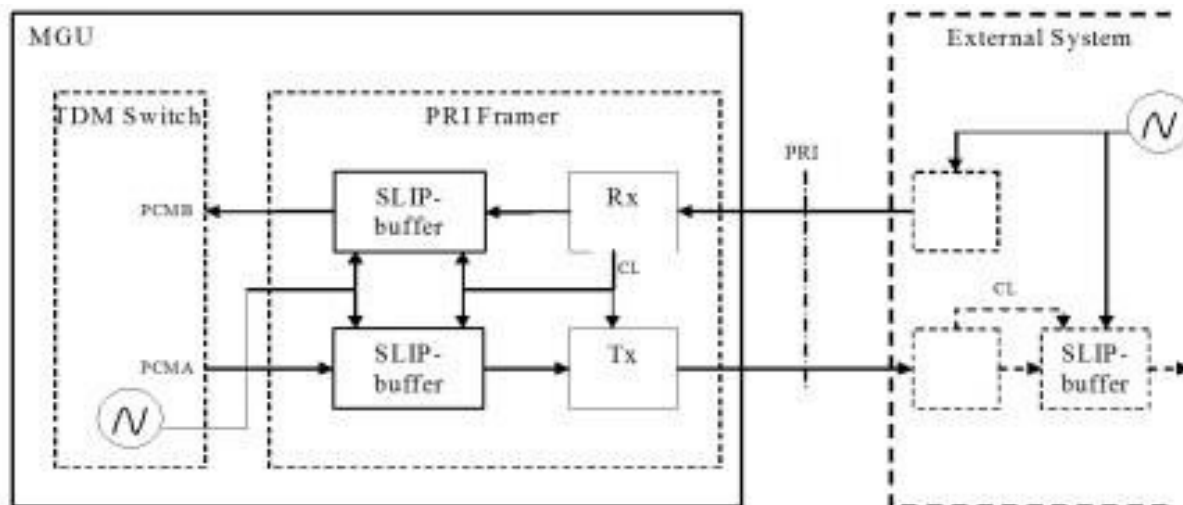 MGU
External System
TDM Switch
PRI Framer
PRI
SLIP-
buffer
Rx
PCMB
CL
CL
SLIP-
buffer
Tx
SLIP-
buffer
PCMA